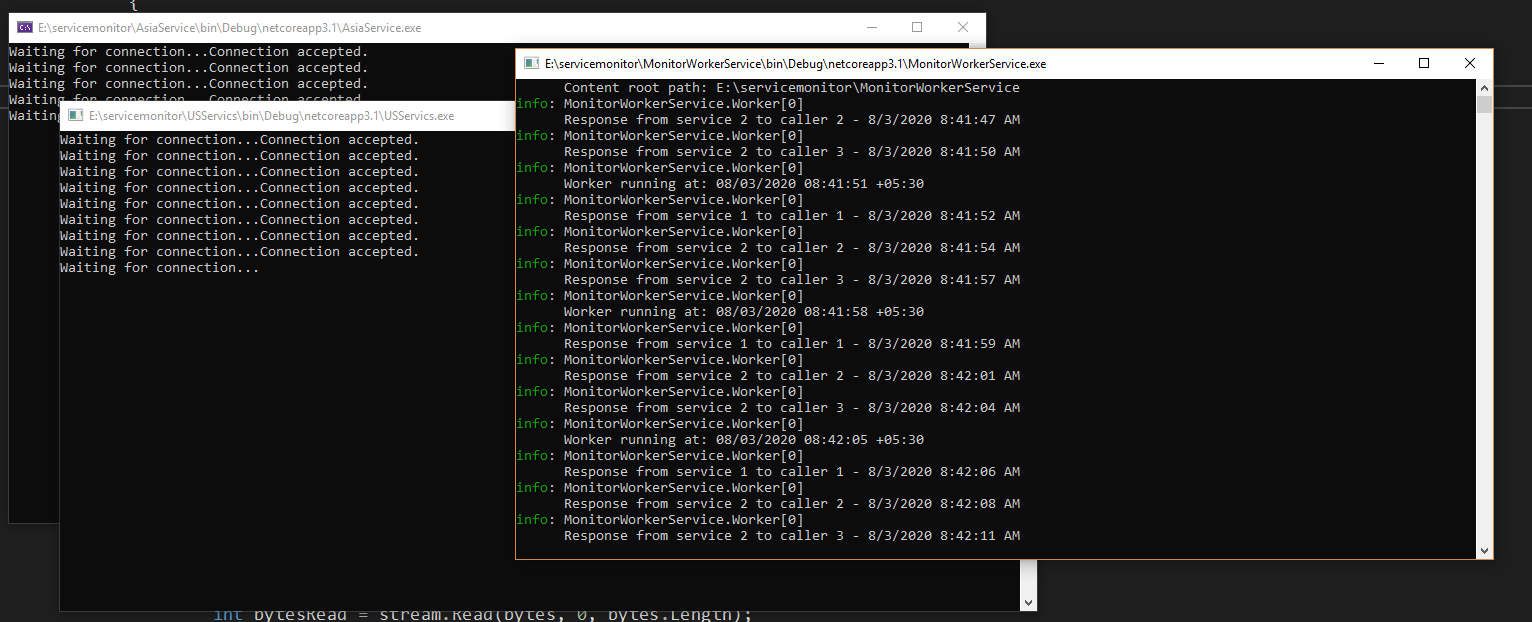 {
E:\servicemonitor\AsiaService\bin\Debug\netcoreapp3.1\AsiaService.exe
Waiting for connection...Connection accepted.
Waiting for connection...Connection accepted.
Waiting for connection...Connection accepted.
Waiting for connection...Connection accepted.
Waiting
E:\servicemonitor\USServics\bin\Debug\netcoreapp3.1\USServics.exe
Waiting for connection...Connection accepted.
Waiting for connection...Connection accepted.
Waiting for connection...Connection accepted.
Waiting for connection...Connection accepted.
Waiting for connection...Connection accepted.
Waiting for connection...Connection accepted.
Waiting for connection...Connection accepted.
Waiting for connection...Connection accepted.
Waiting for connection...
E:\servicemonitor\MonitorWorkerService\bin\Debug\netcoreapp3.1\MonitorWorkerService.exe
Content root path: E:\servicemonitor\MonitorWorkerService
info: MonitorWorkerService.Worker[0]
Response from service 2 to caller 2 - 8/3/2020 8:41:47 AM
info: MonitorWorkerService.Worker[0]
Response from service 2 to caller 3 - 8/3/2020 8:41:50 AM
info: MonitorWorkerService.Worker[0]
Worker running at: 08/03/2020 08:41:51 +05:30
info: MonitorWorkerService.Worker[0]
Response from service 1 to caller 1 - 8/3/2020 8:41:52 AM
info: MonitorWorkerService.Worker[0]
Response from service 2 to caller 2 - 8/3/2020 8:41:54 AM
info: MonitorWorkerService.Worker[0]
Response from service 2 to caller 3 - 8/3/2020 8:41:57 AM
info: MonitorWorkerService.Worker[0]
Worker running at: 08/03/2020 08:41:58 +05:30
info: MonitorWorkerService.Worker[0]
Response from service 1 to caller 1 - 8/3/2020 8:41:59 AM
info: MonitorWorkerService.Worker[0]
Response from service 2 to caller 2 - 8/3/2020 8:42:01 AM
info: MonitorWorkerService.Worker[0]
Response from service 2 to caller 3 - 8/3/2020 8:42:04 AM
info: MonitorWorkerService.Worker[0]
Worker running at: 08/03/2020 08:42:05 +05:30
info: MonitorWorkerService.Worker[0]
Response from service 1 to caller 1 - 8/3/2020 8:42:06 AM
info: MonitorWorkerService.Worker[0]
Response from service 2 to caller 2 - 8/3/2020 8:42:08 AM
info: MonitorWorkerService.Worker[0]
Response from service 2 to caller 3 - 8/3/2020 8:42:11 AM
int bytesRead = stream.Read(bytes, 0, bytes.Length);